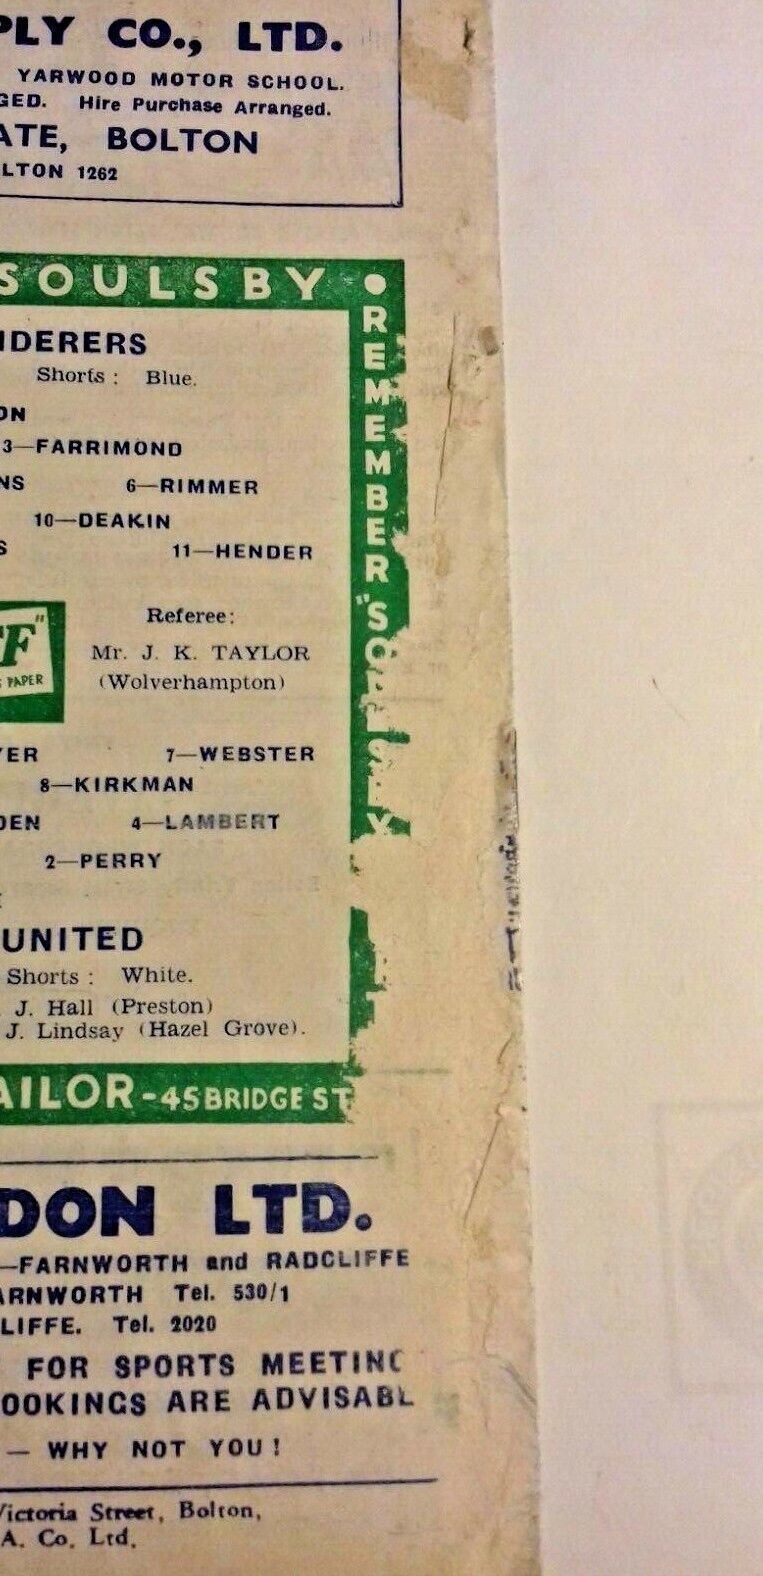 PLY CO., LTD.
YARWOOD MOTOR SCHOOL.
GED. Hire Purchase Arranged.
ATE, BOLTON
LTON 1262
SOULSBY • REMEMBER "SOULSBY
NDERERS
Shorts : Blue.
ON
3—FARRIMOND
NS 6—RIMMER
10—DEAKIN
S 11—HENDER
Referee:
Mr. J. K. TAYLOR
(Wolverhampton)
F"
PAPER
YER 7—WEBSTER
8—KIRKMAN
DEN 4—LAMBERT
2—PERRY
UNITED
Shorts : White.
J. Hall (Preston)
J. Lindsay (Hazel Grove).
AILOR-45 BRIDGE ST
DON LTD.
—FARNWORTH and RADCLIFFE
ARNWORTH Tel. 530/1
LIFFE. Tel. 2020
FOR SPORTS MEETING
OOKINGS ARE ADVISABL
— WHY NOT YOU!
Victoria Street, Bolton,
A. Co. Ltd.